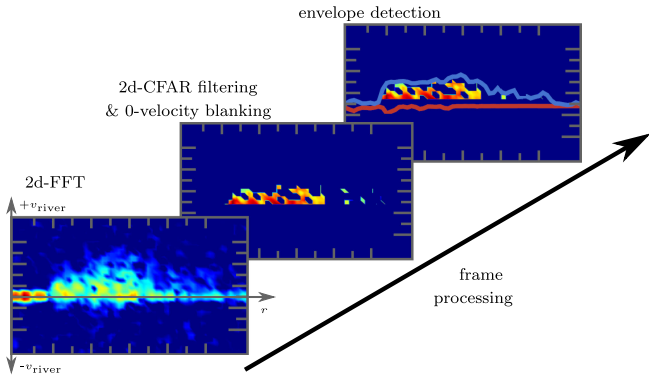 envelope detection
2d-CFAR filtering
& 0-velocity blanking
2d-FFT
+v_river
r
-v_river
frame
processing